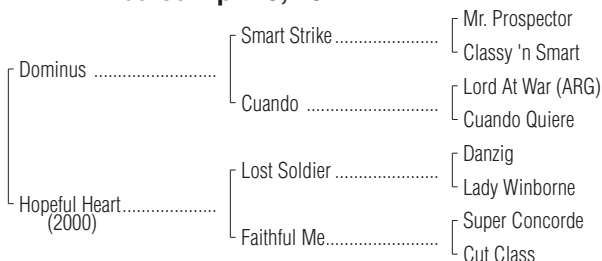 Mr. Prospector
Smart Strike
Classy 'n Smart
Dominus
Lord At War (ARG)
Cuando
Cuando Quiere
Danzig
Lost Soldier
Lady Winborne
Hopeful Heart
(2000)
Super Concorde
Faithful Me
Cut Class